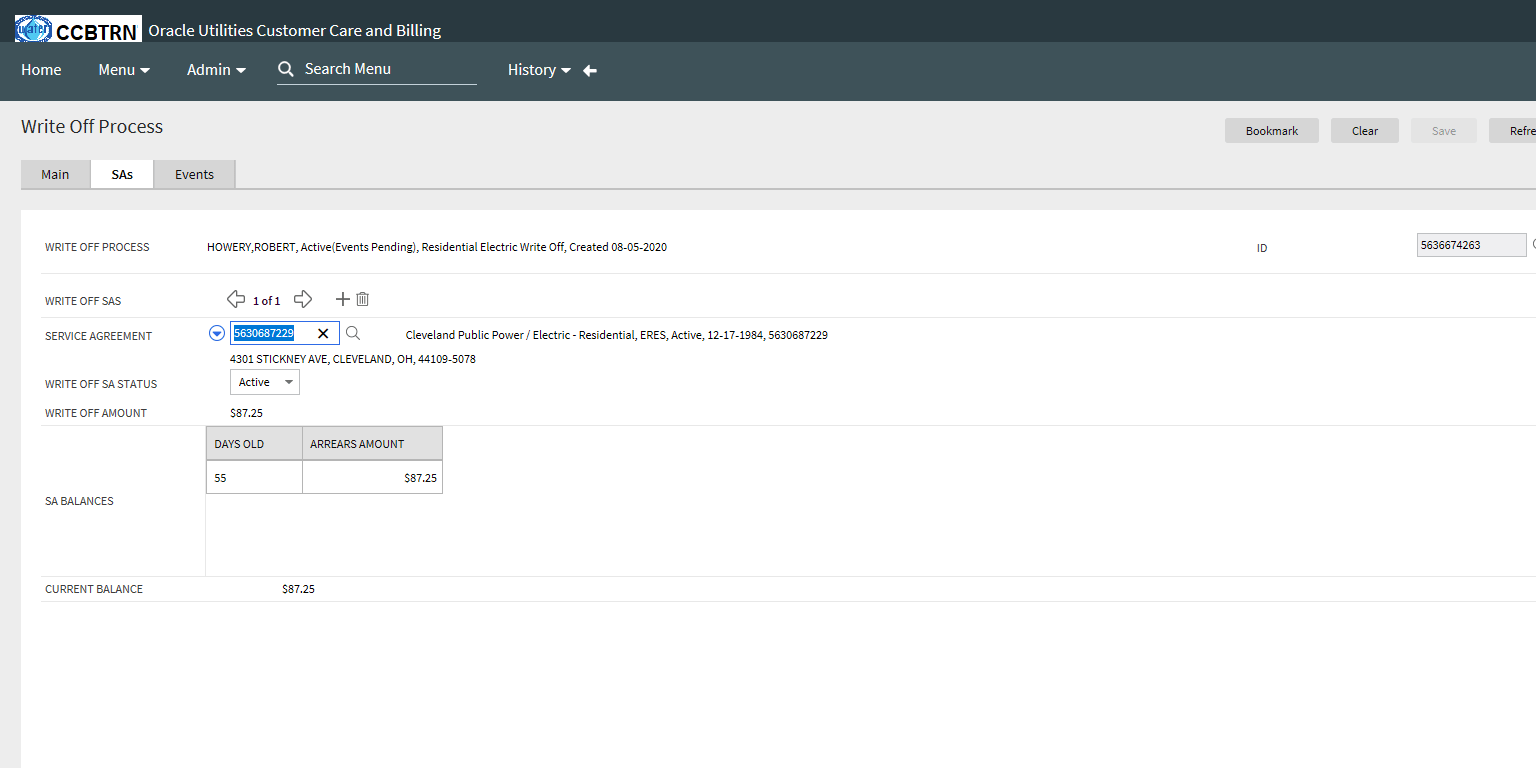 water CCBTRN Oracle Utilities Customer Care and Billing
Home Menu Admin Search Menu History
Write Off Process
Bookmark Clear Save Refre
Main SAs Events
WRITE OFF PROCESS HOWERY,ROBERT, Active(Events Pending), Residential Electric Write Off, Created 08-05-2020 ID 5636674263
WRITE OFF SAS 1 of 1
SERVICE AGREEMENT 5630687229 Cleveland Public Power / Electric - Residential, ERES, Active, 12-17-1984, 5630687229
4301 STICKNEY AVE, CLEVELAND, OH, 44109-5078
WRITE OFF SA STATUS Active
WRITE OFF AMOUNT $87.25
DAYS OLD ARREARS AMOUNT
55 $87.25
SA BALANCES
CURRENT BALANCE $87.25